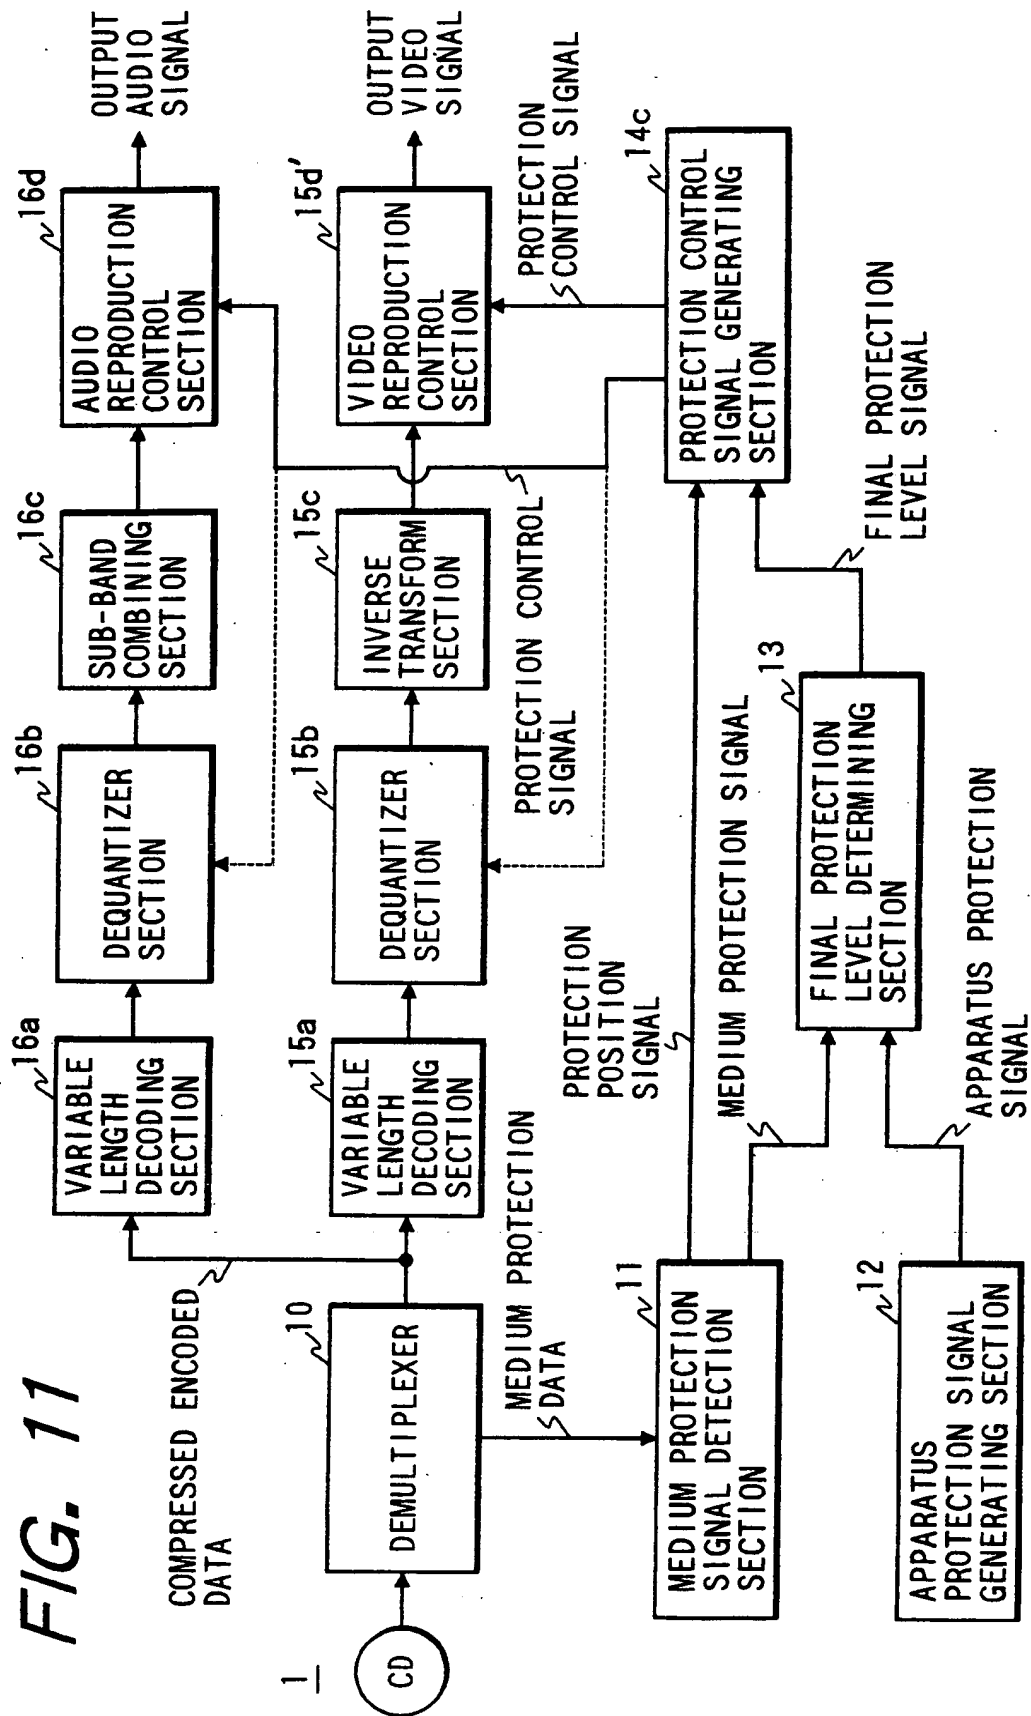 FIG. 11
1
CD
COMPRESSED ENCODED
DATA
10
DEMULTIPLEXER
MEDIUM PROTECTION
DATA
16a
VARIABLE
LENGTH
DECODING
SECTION
16b
DEQUANTIZER
SECTION
16c
SUB-BAND
COMBINING
SECTION
16d
AUDIO
REPRODUCTION
CONTROL
SECTION
OUTPUT
AUDIO
SIGNAL
15a
VARIABLE
LENGTH
DECODING
SECTION
15b
DEQUANTIZER
SECTION
15c
INVERSE
TRANSFORM
SECTION
15d'
VIDEO
REPRODUCTION
CONTROL
SECTION
OUTPUT
VIDEO
SIGNAL
PROTECTION CONTROL
SIGNAL
PROTECTION
CONTROL SIGNAL
PROTECTION
POSITION
SIGNAL
11
MEDIUM PROTECTION
SIGNAL DETECTION
SECTION
14c
PROTECTION CONTROL
SIGNAL GENERATING
SECTION
MEDIUM PROTECTION SIGNAL
13
FINAL PROTECTION
LEVEL DETERMINING
SECTION
FINAL PROTECTION
LEVEL SIGNAL
12
APPARATUS
PROTECTION SIGNAL
GENERATING SECTION
APPARATUS PROTECTION
SIGNAL